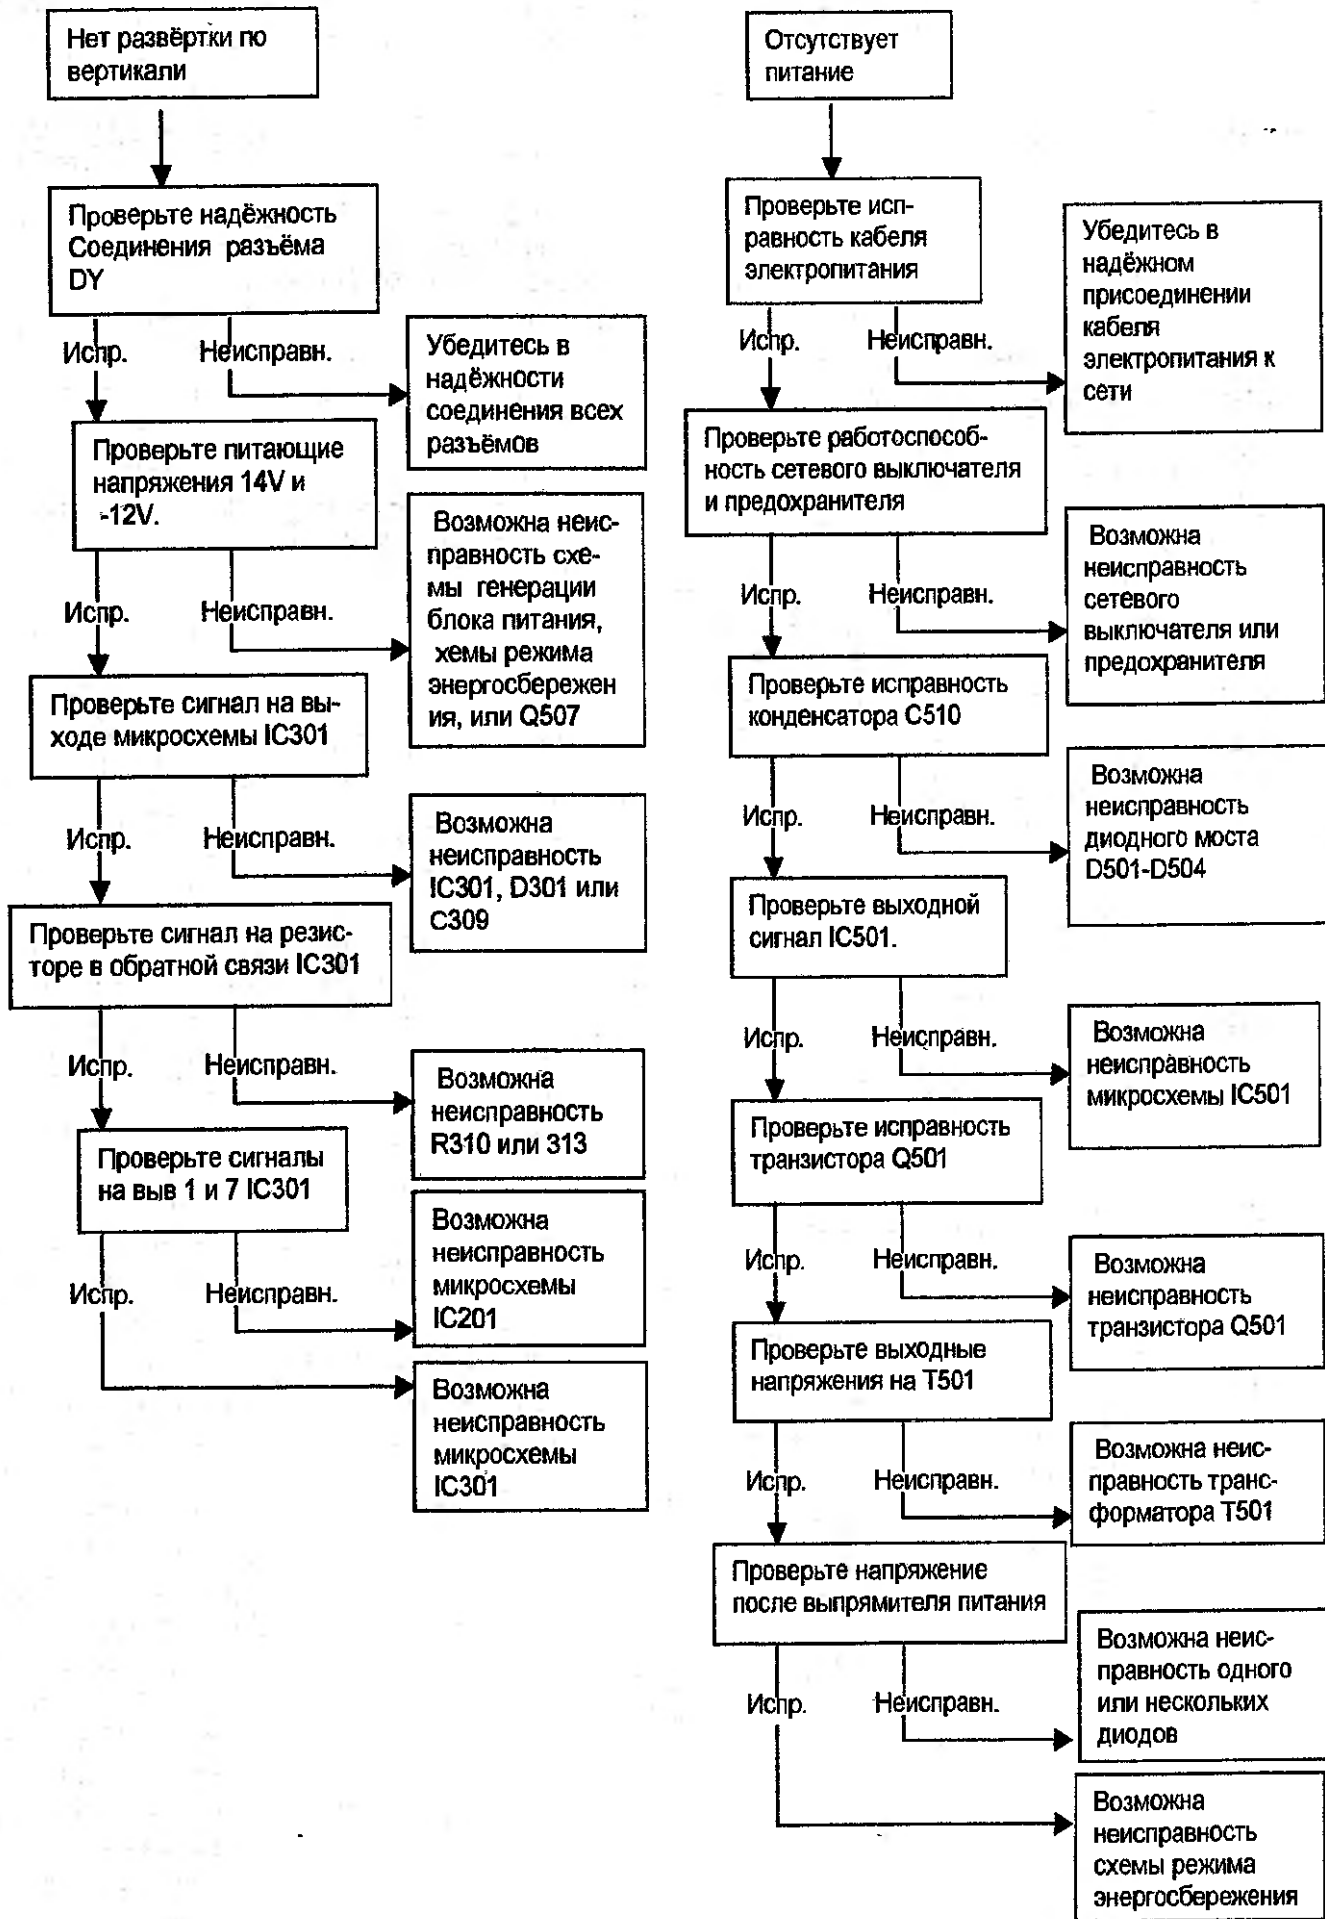 Нет развёртки по
вертикали
Проверьте надёжность
Соединения разъёма
DY
Испр.
Неисправн.
Убедитесь в
надёжности
соединения всех
разъёмов
Проверьте питающие
напряжения 14V и
-12V.
Испр.
Неисправн.
Возможна неис-
правность схе-
мы генерации
блока питания,
хемы режима
энергосбережен
ия, или Q507
Проверьте сигнал на вы-
ходе микросхемы IC301
Испр.
Неисправн.
Возможна
неисправность
IC301, D301 или
C309
Проверьте сигнал на резис-
торе в обратной связи IC301
Испр.
Неисправн.
Возможна
неисправность
R310 или 313
Проверьте сигналы
на выв 1 и 7 IC301
Испр.
Неисправн.
Возможна
неисправность
микросхемы
IC201
Возможна
неисправность
микросхемы
IC301
Отсутствует
питание
Проверьте исп-
равность кабеля
электропитания
Испр.
Неисправн.
Убедитесь в
надёжном
присоединении
кабеля
электропитания к
сети
Проверьте работоспособ-
ность сетевого выключателя
и предохранителя
Испр.
Неисправн.
Возможна
неисправность
сетевого
выключателя или
предохранителя
Проверьте исправность
конденсатора C510
Испр.
Неисправн.
Возможна
неисправность
диодного моста
D501-D504
Проверьте выходной
сигнал IC501.
Испр.
Неисправн.
Возможна
неисправность
микросхемы IC501
Проверьте исправность
транзистора Q501
Испр.
Неисправн.
Возможна
неисправность
транзистора Q501
Проверьте выходные
напряжения на T501
Испр.
Неисправн.
Возможна неис-
правность транс-
форматора T501
Проверьте напряжение
после выпрямителя питания
Испр.
Неисправн.
Возможна неис-
правность одного
или нескольких
диодов
Возможна
неисправность
схемы режима
энергосбережения